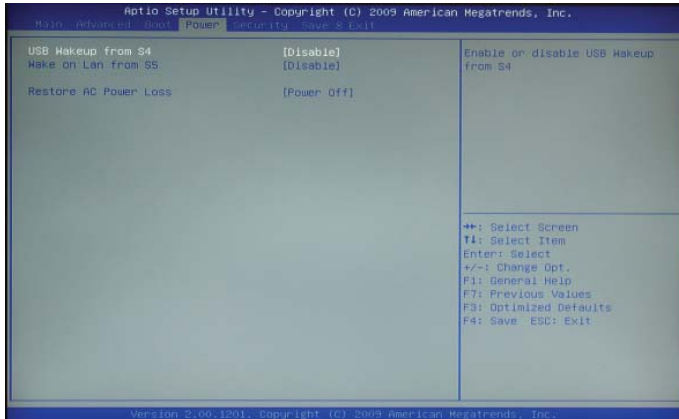 Aptio Setup Utility - Copyright (C) 2009 American Megatrends, Inc.
Main Advanced Boot Power Security Save & Exit
USB Wakeup from S4 [Disable]
Wake on Lan from S5 [Disable]
Restore AC Power Loss [Power Off]
Enable or disable USB Wakeup
from S4
→←: Select Screen
↑↓: Select Item
Enter: Select
+/-: Change Opt.
F1: General Help
F7: Previous Values
F3: Optimized Defaults
F4: Save ESC: Exit
Version 2.00.1201. Copyright (C) 2009 American Megatrends, Inc.